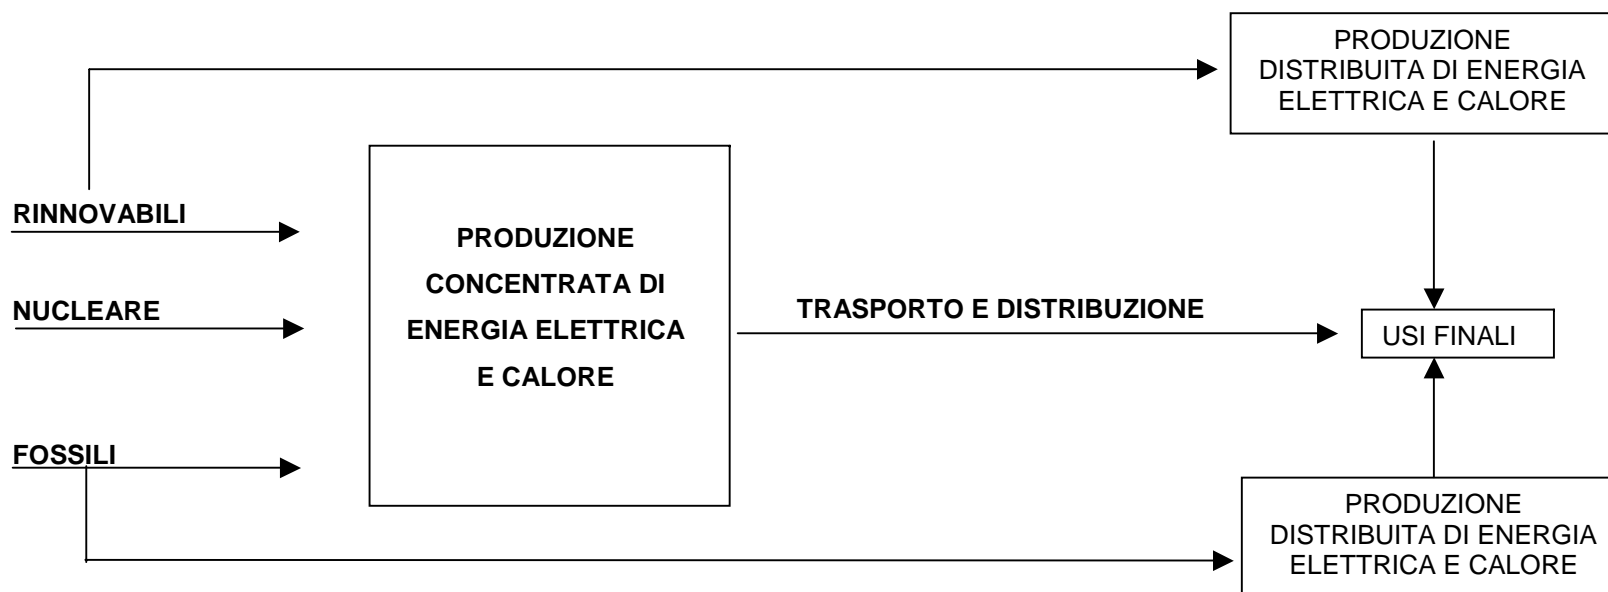 PRODUZIONE
DISTRIBUITA DI ENERGIA
ELETTRICA E CALORE
RINNOVABILI
NUCLEARE
FOSSILI
PRODUZIONE
CONCENTRATA DI
ENERGIA ELETTRICA
E CALORE
TRASPORTO E DISTRIBUZIONE
USI FINALI
PRODUZIONE
DISTRIBUITA DI ENERGIA
ELETTRICA E CALORE